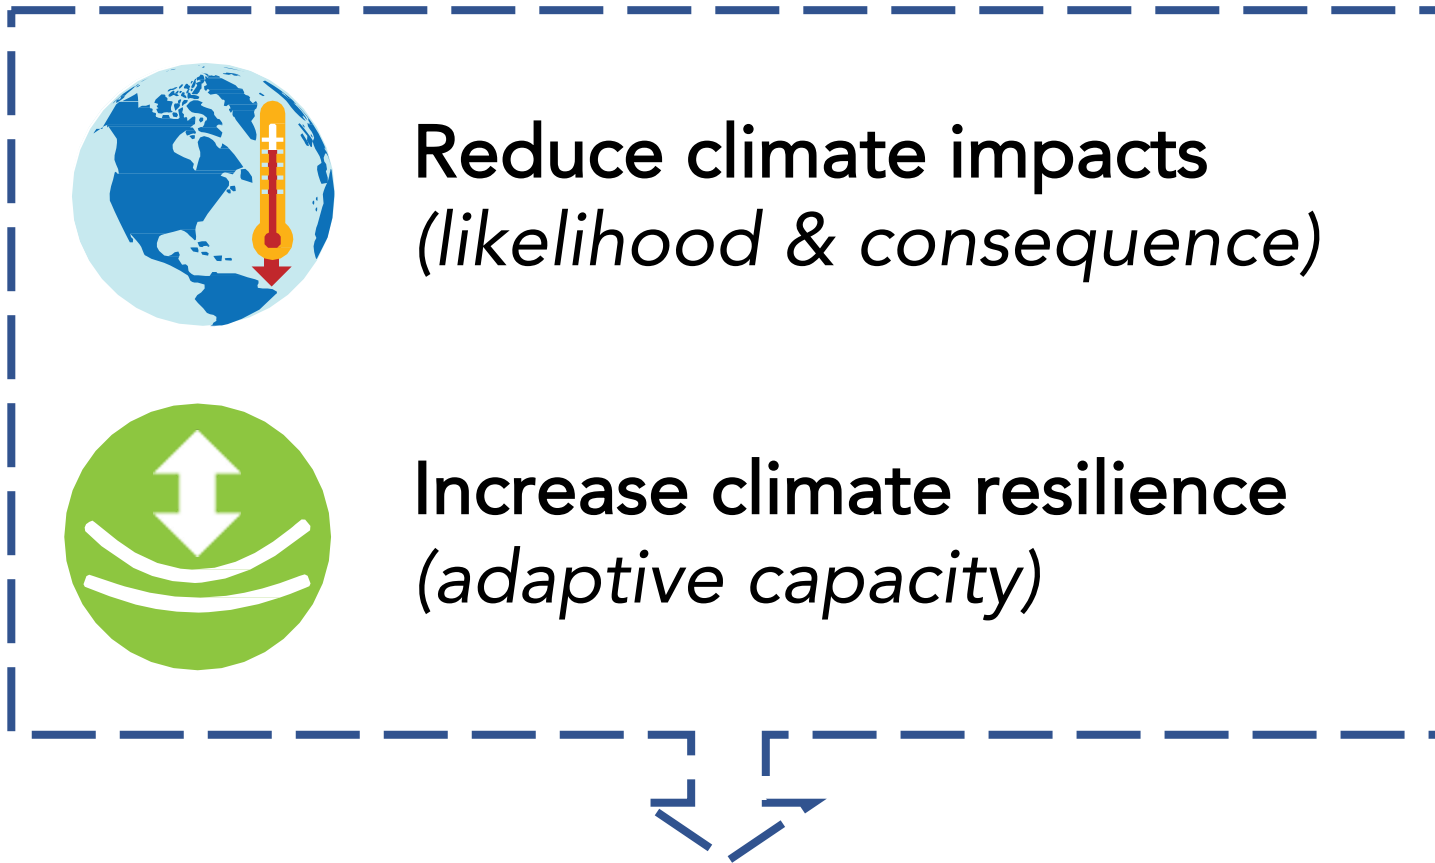 Reduce climate impacts
(likelihood & consequence)
Increase climate resilience
(adaptive capacity)